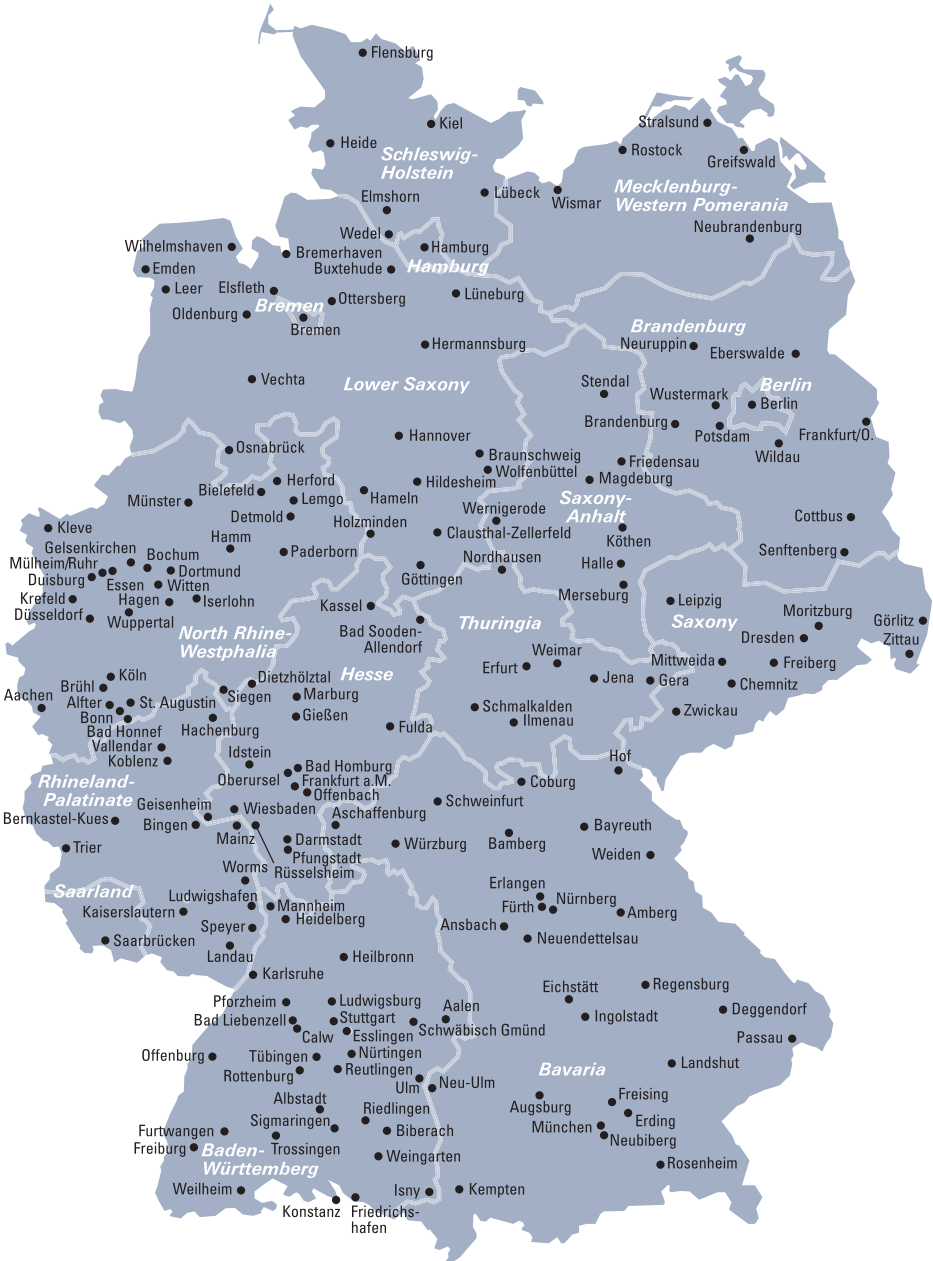 Flensburg
Kiel
Stralsund
Heide
Rostock
Schleswig-
Holstein
Greifswald
Elmshorn
Lübeck
Wismar
Mecklenburg-
Western Pomerania
Neubrandenburg
Wedel
Wilhelmshaven
Bremerhaven
Hamburg
Emden
Buxtehude
Hamburg
Leer
Elsfleth
Ottersberg
Lüneburg
Bremen
Oldenburg
Bremen
Brandenburg
Hermannsburg
Neuruppin
Eberswalde
Vechta
Lower Saxony
Stendal
Wustermark
Berlin
Berlin
Brandenburg
Potsdam
Frankfurt/O.
Hannover
Wildau
Osnabrück
Braunschweig
Wolfenbüttel
Friedensau
Magdeburg
Herford
Bielefeld
Hildesheim
Münster
Lemgo
Hameln
Saxony-
Anhalt
Detmold
Holzminden
Wernigerode
Cottbus
Kleve
Clausthal-Zellerfeld
Köthen
Hamm
Gelsenkirchen
Bochum
Paderborn
Nordhausen
Senftenberg
Mülheim/Ruhr
Dortmund
Göttingen
Halle
Duisburg
Essen
Witten
Merseburg
Krefeld
Hagen
Iserlohn
Kassel
Leipzig
Düsseldorf
Wuppertal
Moritzburg
Görlitz
North Rhine-
Westphalia
Bad Sooden-
Allendorf
Thuringia
Saxony
Dresden
Zittau
Weimar
Erfurt
Mittweida
Freiberg
Köln
Dietzhölztal
Hesse
Jena
Gera
Chemnitz
Brühl
Siegen
Marburg
Aachen
Alfter
St. Augustin
Schmalkalden
Zwickau
Bonn
Gießen
Ilmenau
Bad Honnef
Hachenburg
Fulda
Vallendar
Koblenz
Idstein
Hof
Bad Homburg
Oberursel
Frankfurt a.M.
Coburg
Rhineland-
Palatinate
Offenbach
Geisenheim
Wiesbaden
Schweinfurt
Aschaffenburg
Bernkastel-Kues
Bingen
Mainz
Bayreuth
Darmstadt
Würzburg
Bamberg
Trier
Pfungstadt
Weiden
Rüsselsheim
Worms
Saarland
Erlangen
Ludwigshafen
Mannheim
Nürnberg
Fürth
Kaiserslautern
Heidelberg
Amberg
Speyer
Ansbach
Saarbrücken
Neuendettelsau
Landau
Heilbronn
Karlsruhe
Regensburg
Eichstätt
Pforzheim
Ludwigsburg
Aalen
Deggendorf
Bad Liebenzell
Stuttgart
Schwäbisch Gmünd
Ingolstadt
Calw
Esslingen
Passau
Offenburg
Tübingen
Nürtingen
Rottenburg
Reutlingen
Landshut
Bavaria
Ulm
Neu-Ulm
Albstadt
Freising
Riedlingen
Augsburg
Sigmaringen
Erding
Furtwangen
Biberach
München
Neubiberg
Freiburg
Trossingen
Baden-
Württemberg
Weingarten
Rosenheim
Weilheim
Isny
Kempten
Konstanz
Friedrichs-
hafen